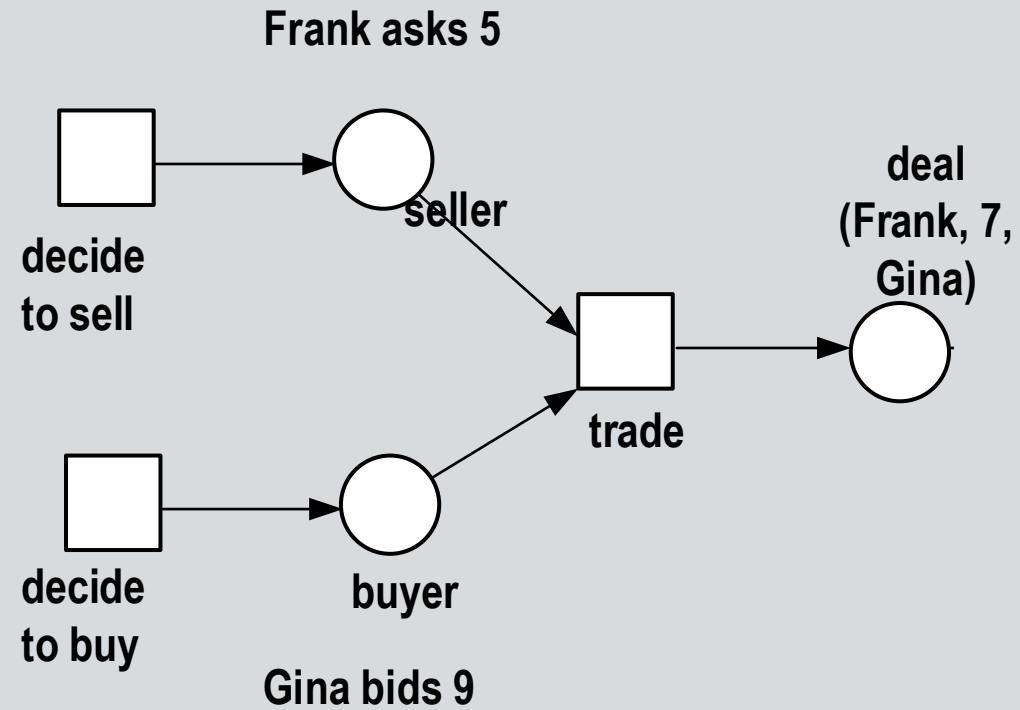 Frank asks 5
seller
decide
to sell
deal
(Frank, 7,
Gina)
trade
decide
to buy
buyer
Gina bids 9